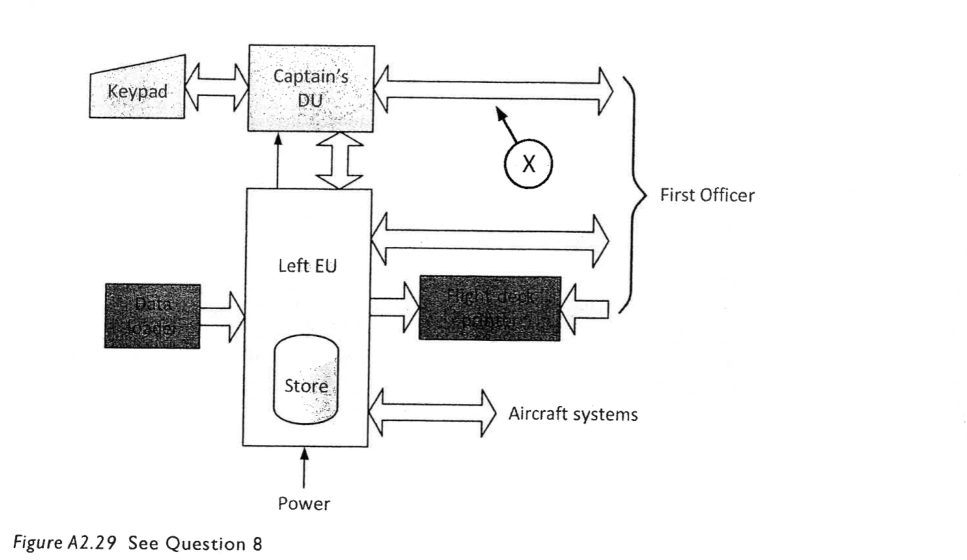 Captain's
DU
Keypad
X
First Officer
Left EU
Data
loader
Flight deck
printer
Store
Aircraft systems
Power
Figure A2.29 See Question 8